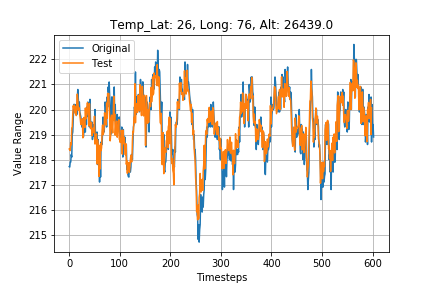 Temp_Lat: 26, Long: 76, Alt: 26439.0
Original
Test
222
221
220
219
218
217
216
215
Value Range
0 100 200 300 400 500 600
Timesteps